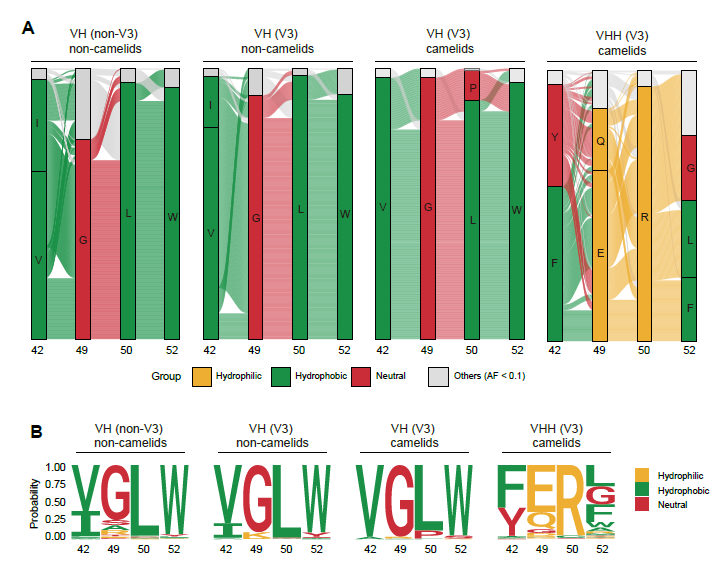 A
VH (non-V3)
non-camelids
VH (V3)
non-camelids
VH (V3)
camelids
VHH (V3)
camelids
I
V
G
L
W
I
V
G
L
W
V
G
P
L
W
Y
F
Q
E
R
G
L
F
42 49 50 52
42 49 50 52
42 49 50 52
42 49 50 52
Group Hydrophilic Hydrophobic Neutral Others (AF < 0.1)
B
VH (non-V3)
non-camelids
VH (V3)
non-camelids
VH (V3)
camelids
VHH (V3)
camelids
Probability
1.00
0.75
0.50
0.25
0.00
V G L W
I
V G L W
I
V G L W
P
F E R L
Y Q G
F
W
42 49 50 52
42 49 50 52
42 49 50 52
42 49 50 52
Hydrophilic
Hydrophobic
Neutral